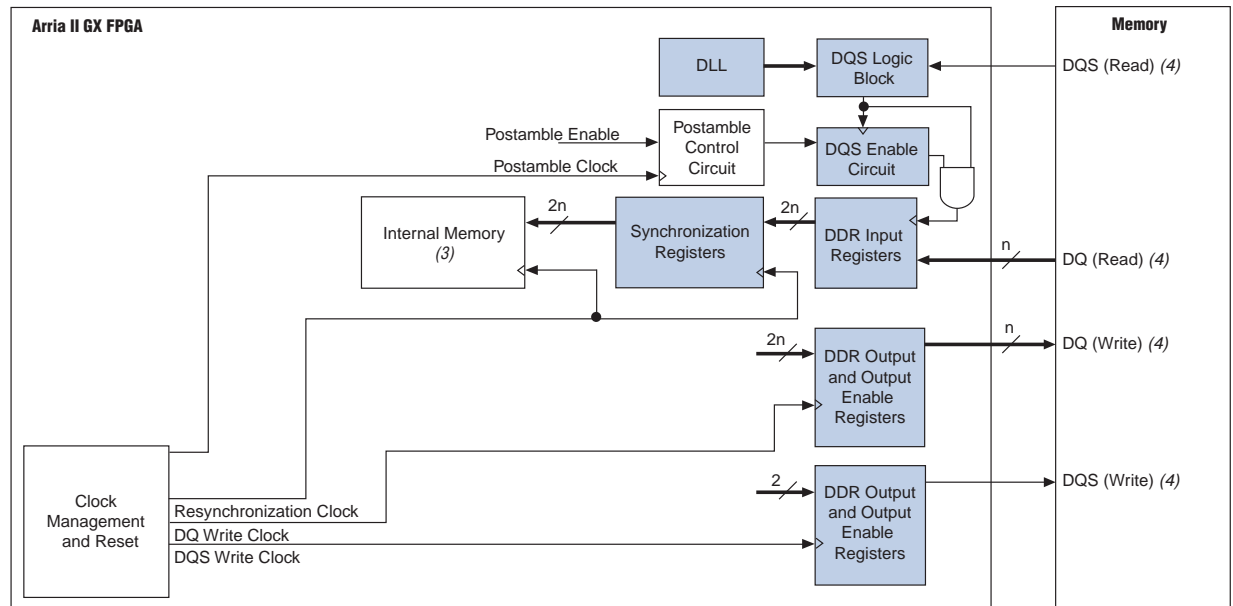 Arria II GX FPGA
Memory
DLL
DQS Logic
Block
DQS (Read) (4)
Postamble Enable
Postamble
Control
Circuit
DQS Enable
Circuit
Postamble Clock
2n
2n
Internal Memory
(3)
Synchronization
Registers
DDR Input
Registers
n
DQ (Read) (4)
2n
DDR Output
and Output
Enable
Registers
n
DQ (Write) (4)
Clock
Management
and Reset
Resynchronization Clock
DQ Write Clock
DQS Write Clock
2
DDR Output
and Output
Enable
Registers
DQS (Write) (4)